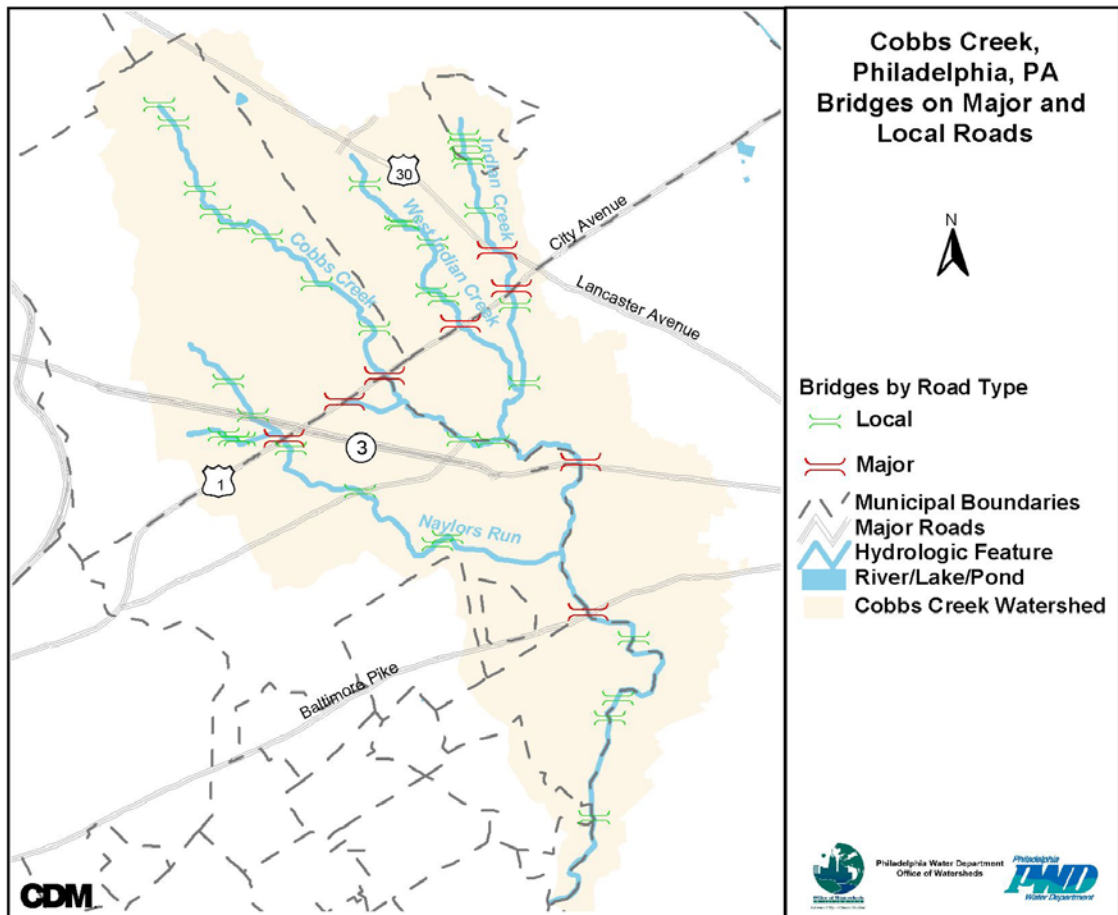 Cobbs Creek,
Philadelphia, PA
Bridges on Major and
Local Roads
N
Bridges by Road Type
Local
Major
Municipal Boundaries
Major Roads
Hydrologic Feature
River/Lake/Pond
Cobbs Creek Watershed
30
Indian Creek
West Indian Creek
City Avenue
Cobbs Creek
Lancaster Avenue
3
1
Naylors Run
Baltimore Pike
CDM
Philadelphia Water Department
Office of Watersheds
Philadelphia
PWD